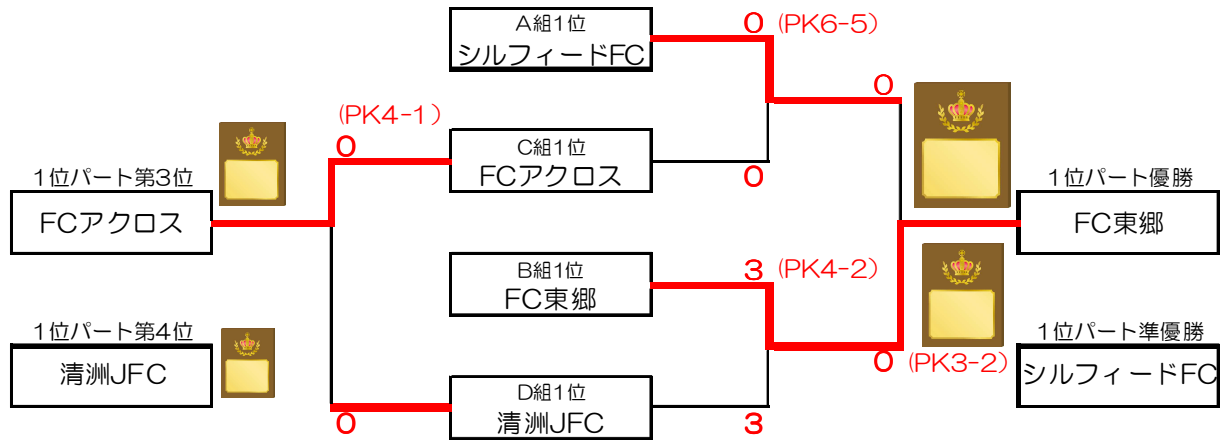 A組1位
シルフィードFC
0 (PK6-5)
0
(PK4-1)
0
C組1位
FCアクロス
0
1位パート第3位
FCアクロス
1位パート優勝
FC東郷
B組1位
FC東郷
3 (PK4-2)
1位パート第4位
清洲JFC
1位パート準優勝
シルフィードFC
0 (PK3-2)
D組1位
清洲JFC
0
3